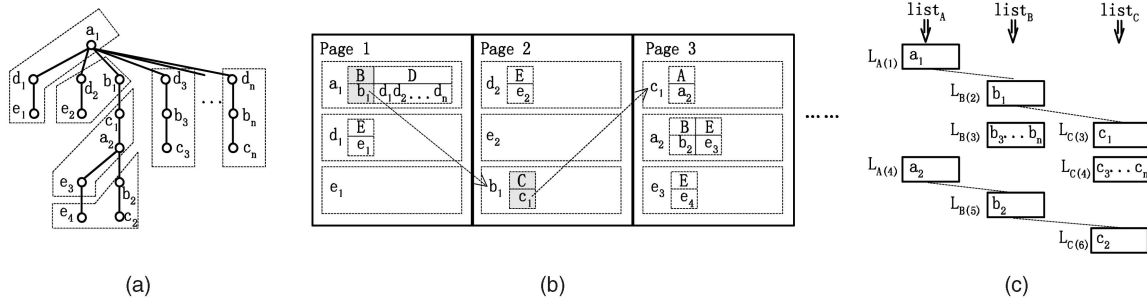 a1
d1 d2 b1 d3 ... dn
e1 e2 c1 b3 bn
a2 c3 cn
e3 b2
e4 c2
(a)
Page 1 Page 2 Page 3
a1 B D
b1 d1d2...dn
d1 E
e1
e1
d2 E
e2
e2
b1 C
c1
c1 A
a2
a2 B E
b2 e3
e3 E
e4
......
(b)
listA listB listC
LA(1) a1
LB(2) b1
LB(3) b3...bn LC(3) c1
LA(4) a2 LC(4) c3...cn
LB(5) b2
LC(6) c2
(c)